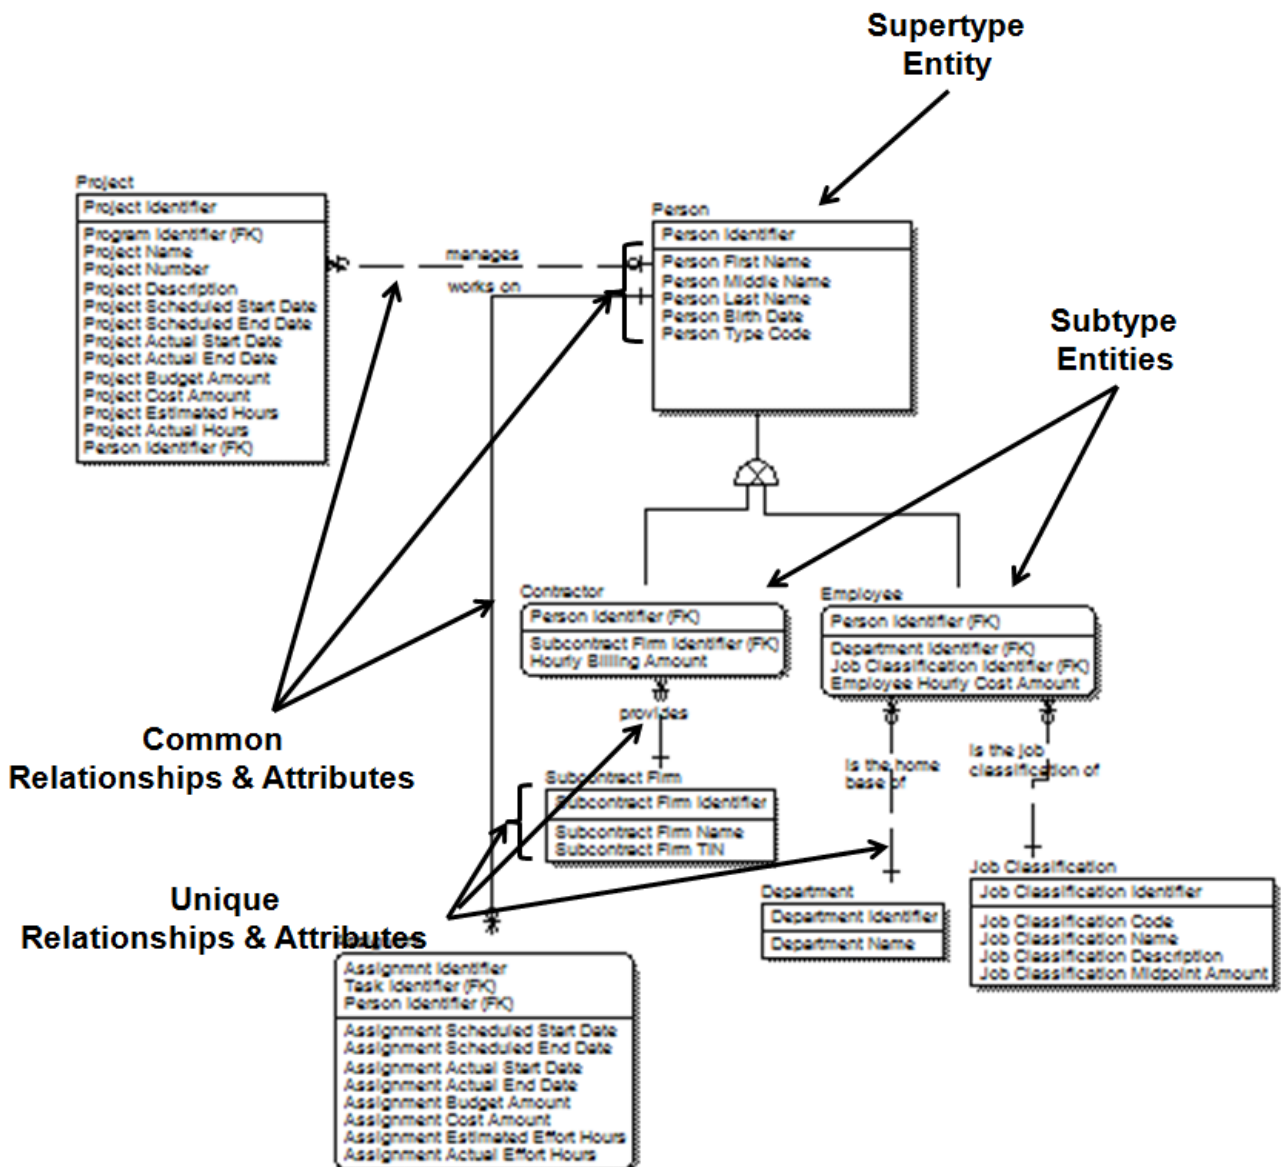 Supertype
Entity
Project
Project Identifier
Program Identifier (FK)
Project Name
Project Number
Project Description
Project Scheduled Start Date
Project Scheduled End Date
Project Actual Start Date
Project Actual End Date
Project Budget Amount
Project Cost Amount
Project Estimated Hours
Project Actual Hours
Person Identifier (FK)
manages
works on
Person
Person Identifier
Person First Name
Person Middle Name
Person Last Name
Person Birth Date
Person Type Code
Subtype
Entities
Contractor
Person Identifier (FK)
Subcontract Firm Identifier (FK)
Hourly Billing Amount
Employee
Person Identifier (FK)
Department Identifier (FK)
Job Classification Identifier (FK)
Employee Hourly Cost Amount
Common
Relationships & Attributes
provides
Is the home
base of
Is the job
classification of
Subcontract Firm
Subcontract Firm Identifier
Subcontract Firm Name
Subcontract Firm TIN
Unique
Relationships & Attributes
Department
Department Identifier
Department Name
Job Classification
Job Classification Identifier
Job Classification Code
Job Classification Name
Job Classification Description
Job Classification Midpoint Amount
Assignmnt Identifier
Task Identifier (FK)
Person Identifier (FK)
Assignment Scheduled Start Date
Assignment Scheduled End Date
Assignment Actual Start Date
Assignment Actual End Date
Assignment Budget Amount
Assignment Cost Amount
Assignment Estimated Effort Hours
Assignment Actual Effort Hours